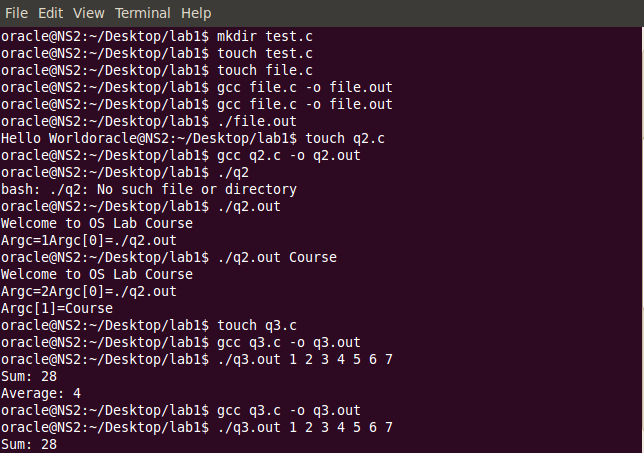 File Edit View Terminal Help
oracle@NS2:~/Desktop/lab1$ mkdir test.c
oracle@NS2:~/Desktop/lab1$ touch test.c
oracle@NS2:~/Desktop/lab1$ touch file.c
oracle@NS2:~/Desktop/lab1$ gcc file.c -o file.out
oracle@NS2:~/Desktop/lab1$ gcc file.c -o file.out
oracle@NS2:~/Desktop/lab1$ ./file.out
Hello Worldoracle@NS2:~/Desktop/lab1$ touch q2.c
oracle@NS2:~/Desktop/lab1$ gcc q2.c -o q2.out
oracle@NS2:~/Desktop/lab1$ ./q2
bash: ./q2: No such file or directory
oracle@NS2:~/Desktop/lab1$ ./q2.out
Welcome to OS Lab Course
Argc=1Argc[0]=./q2.out
oracle@NS2:~/Desktop/lab1$ ./q2.out Course
Welcome to OS Lab Course
Argc=2Argc[0]=./q2.out
Argc[1]=Course
oracle@NS2:~/Desktop/lab1$ touch q3.c
oracle@NS2:~/Desktop/lab1$ gcc q3.c -o q3.out
oracle@NS2:~/Desktop/lab1$ ./q3.out 1 2 3 4 5 6 7
Sum: 28
Average: 4
oracle@NS2:~/Desktop/lab1$ gcc q3.c -o q3.out
oracle@NS2:~/Desktop/lab1$ ./q3.out 1 2 3 4 5 6 7
Sum: 28